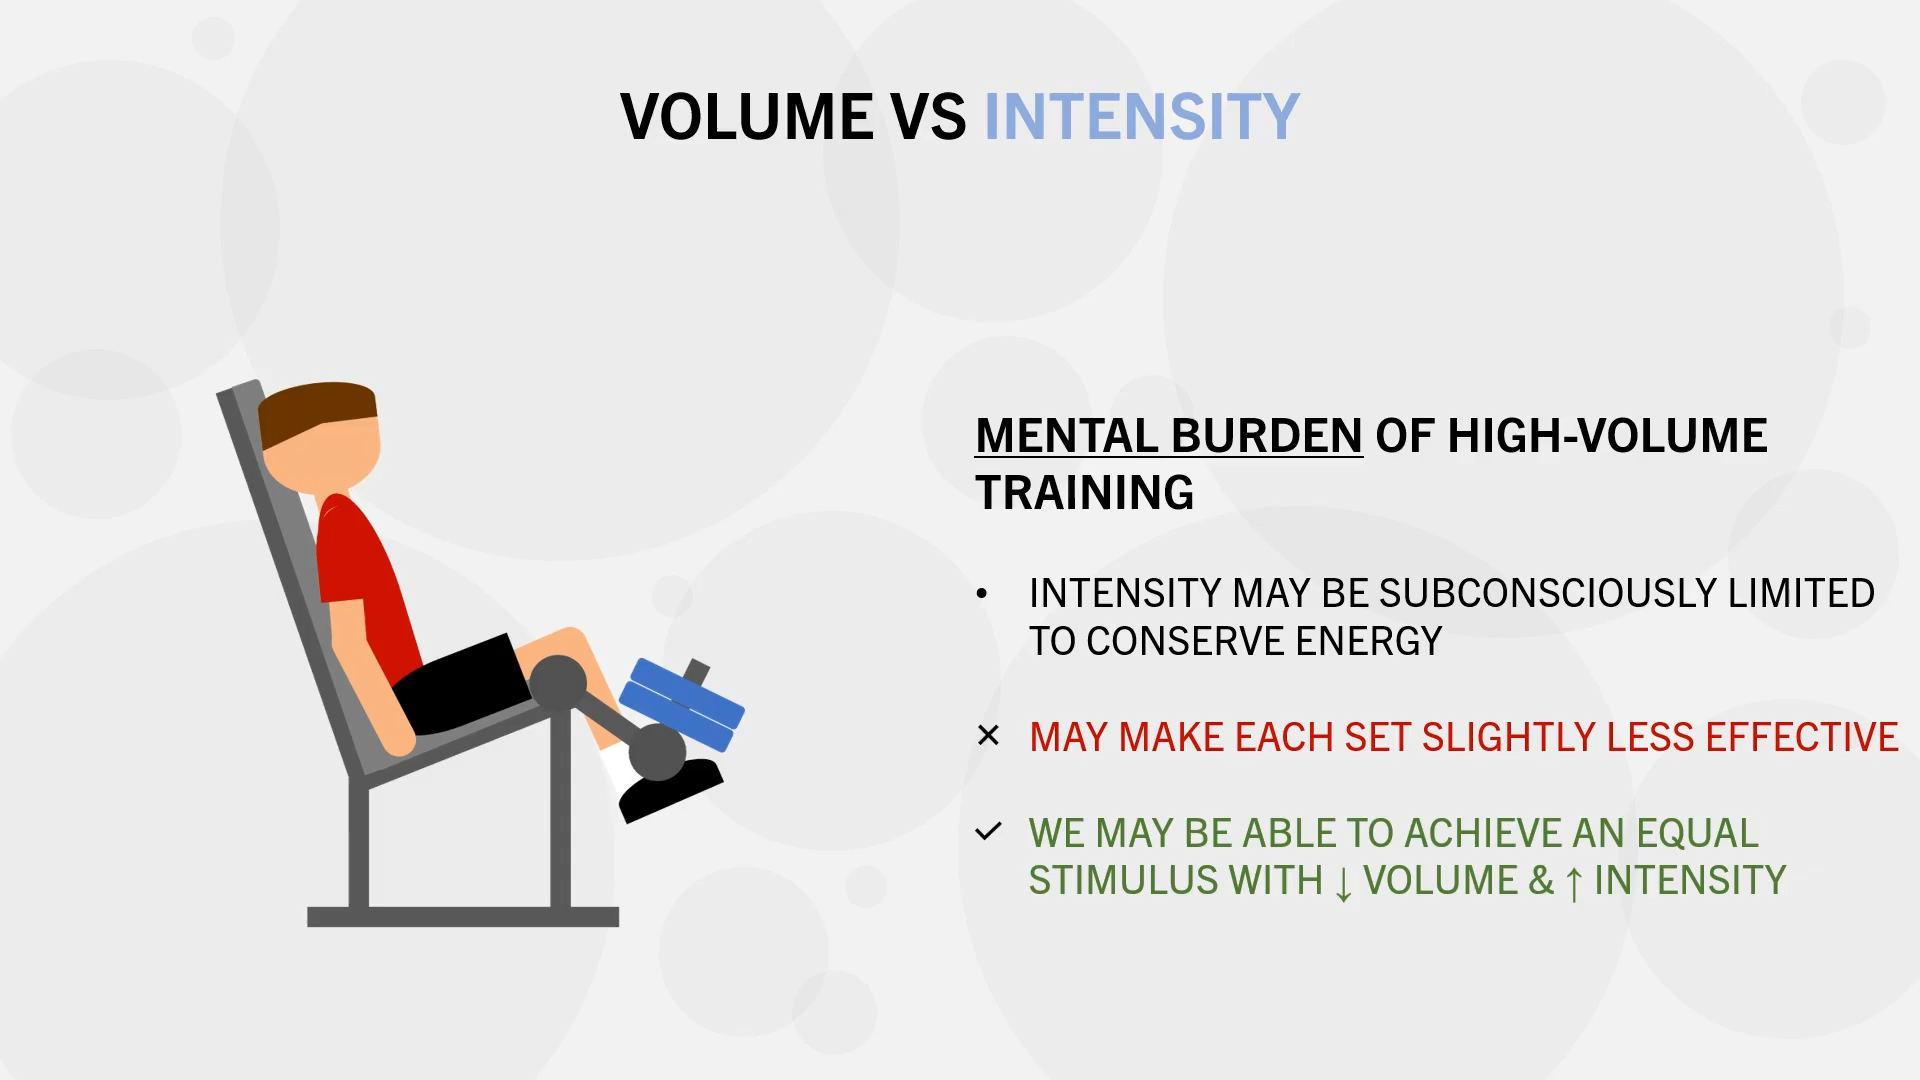 VOLUME VS INTENSITY
MENTAL BURDEN OF HIGH-VOLUME
TRAINING
• INTENSITY MAY BE SUBCONSCIOUSLY LIMITED
TO CONSERVE ENERGY
✕ MAY MAKE EACH SET SLIGHTLY LESS EFFECTIVE
✓ WE MAY BE ABLE TO ACHIEVE AN EQUAL
STIMULUS WITH ↓ VOLUME & ↑ INTENSITY